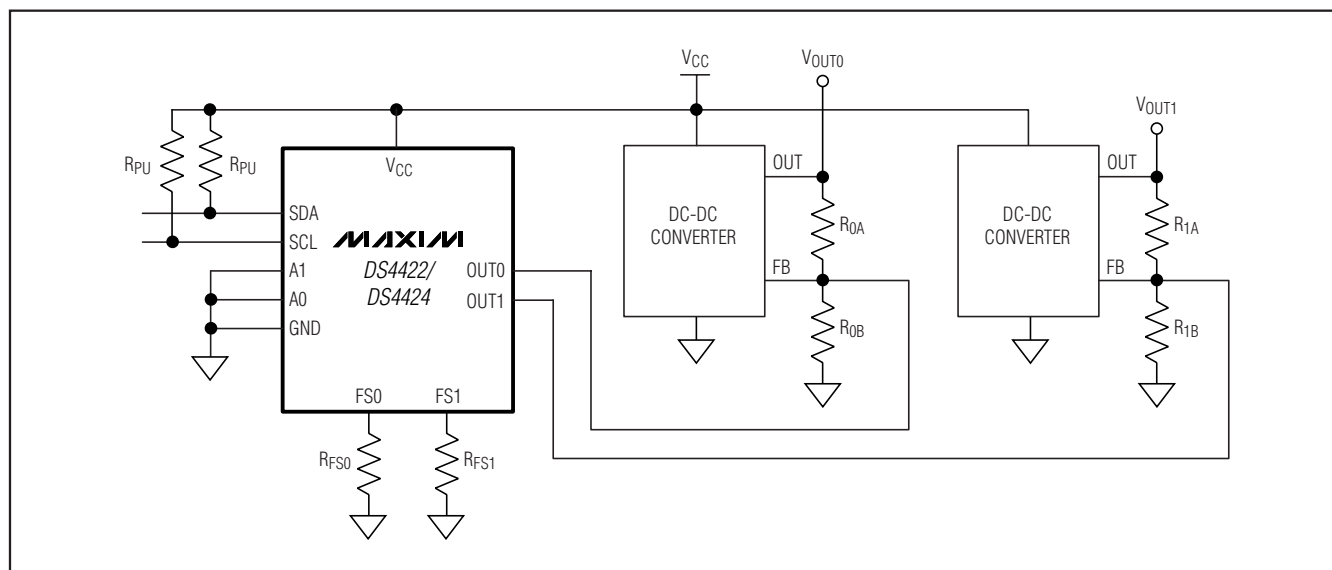 VCC
VOUT0
VOUT1
RPU
RPU
VCC
OUT
OUT
SDA
SCL
MAXIM
DC-DC
CONVERTER
R0A
DC-DC
CONVERTER
R1A
A1
DS4422/
DS4424
OUT0
FB
FB
A0
OUT1
GND
R0B
R1B
FS0
FS1
RFS0
RFS1